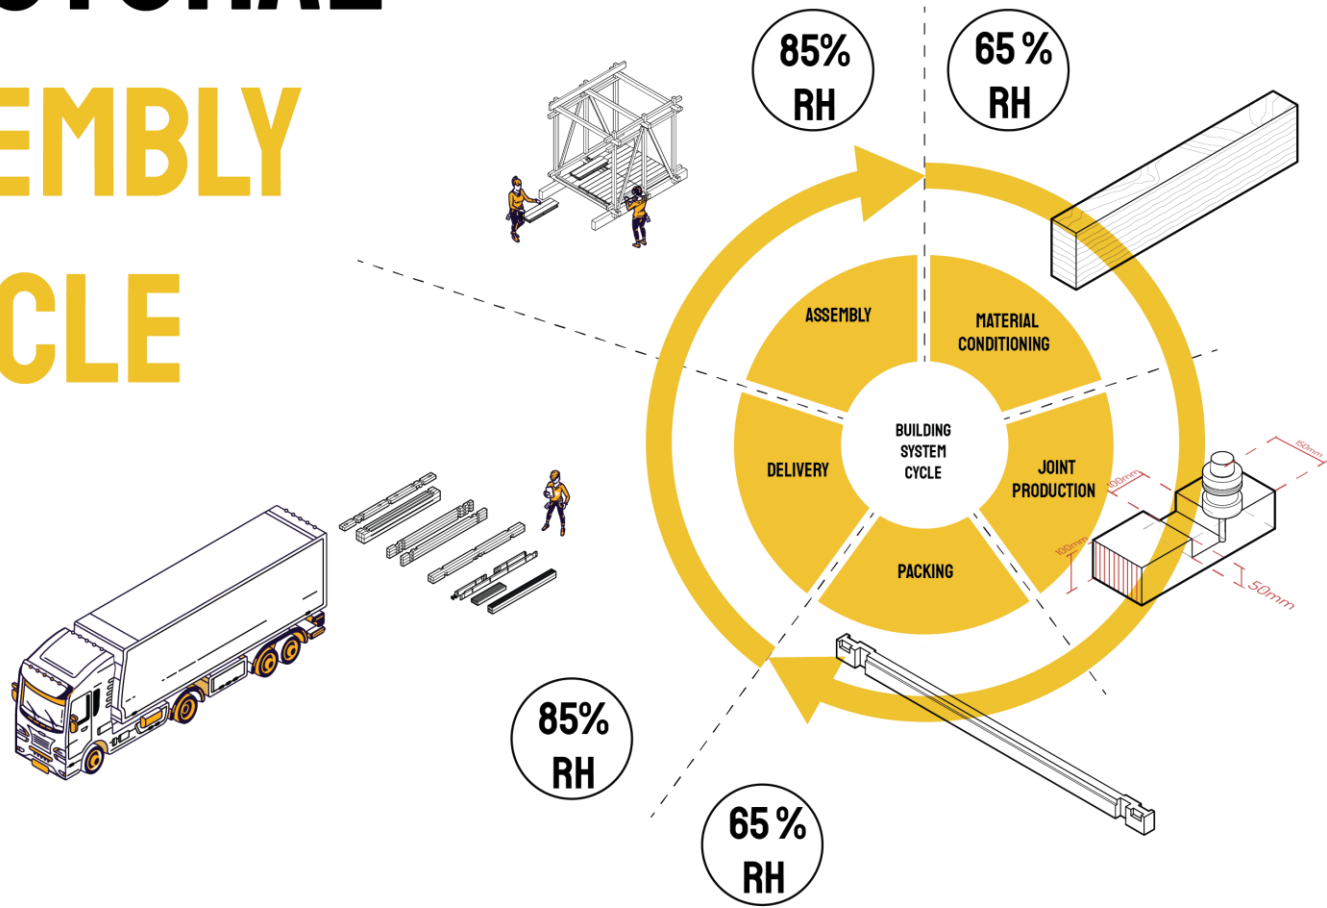 EMBLY
CLE
85%
RH
65 %
RH
ASSEMBLY
MATERIAL
CONDITIONING
BUILDING
SYSTEM
CYCLE
DELIVERY
JOINT
PRODUCTION
PACKING
150mm
100mm
100mm
50mm
85%
RH
65 %
RH